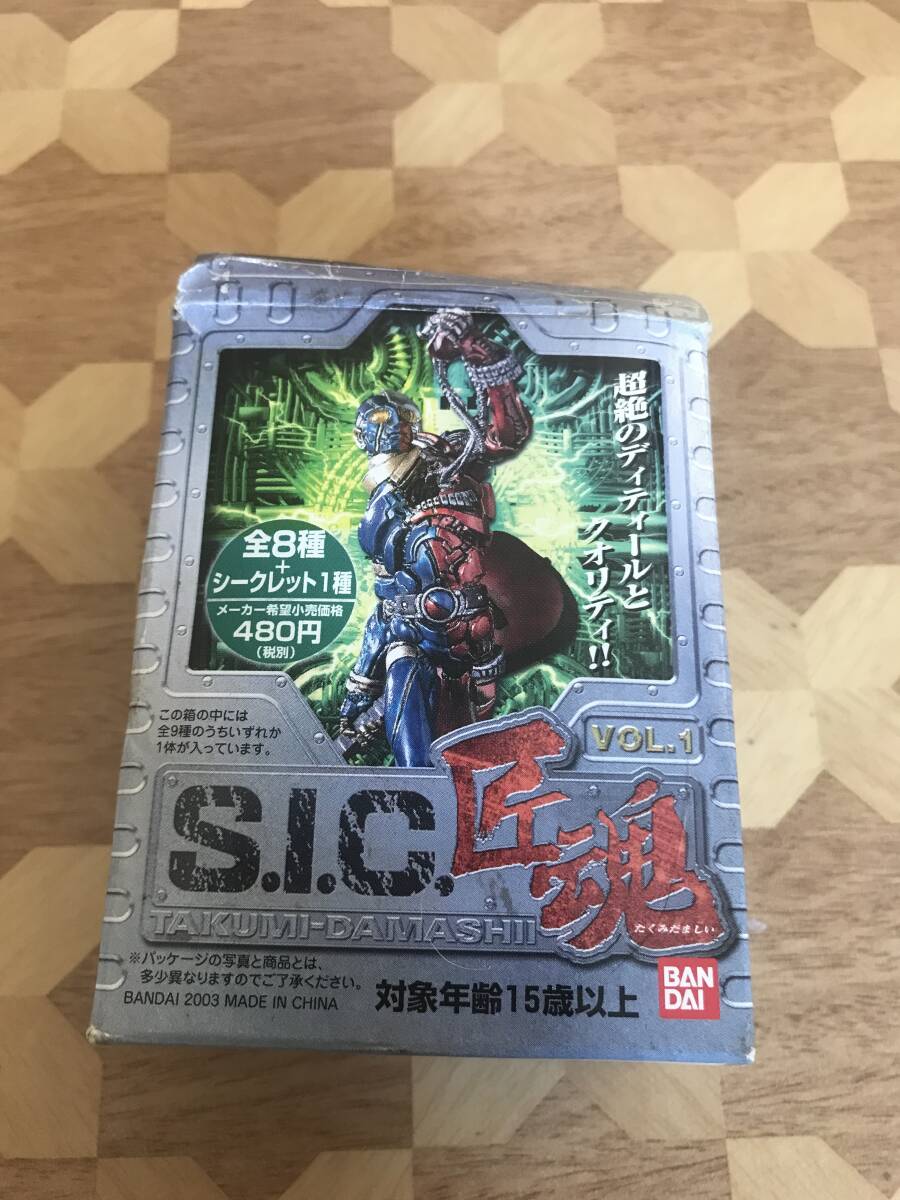 超絶のディティールと
クオリティ!!
全8種
+
シークレット1種
メーカー希望小売価格
480円
(税別)
この箱の中には
全9種のうちいずれか
1体が入っています。
VOL.1
S.I.C.匠魂
TAKUMI-DAMASHII
たくみだましい
※パッケージの写真と商品とは、
多少異なりますのでご了承ください。
BANDAI 2003 MADE IN CHINA
対象年齢15歳以上
BAN
DAI